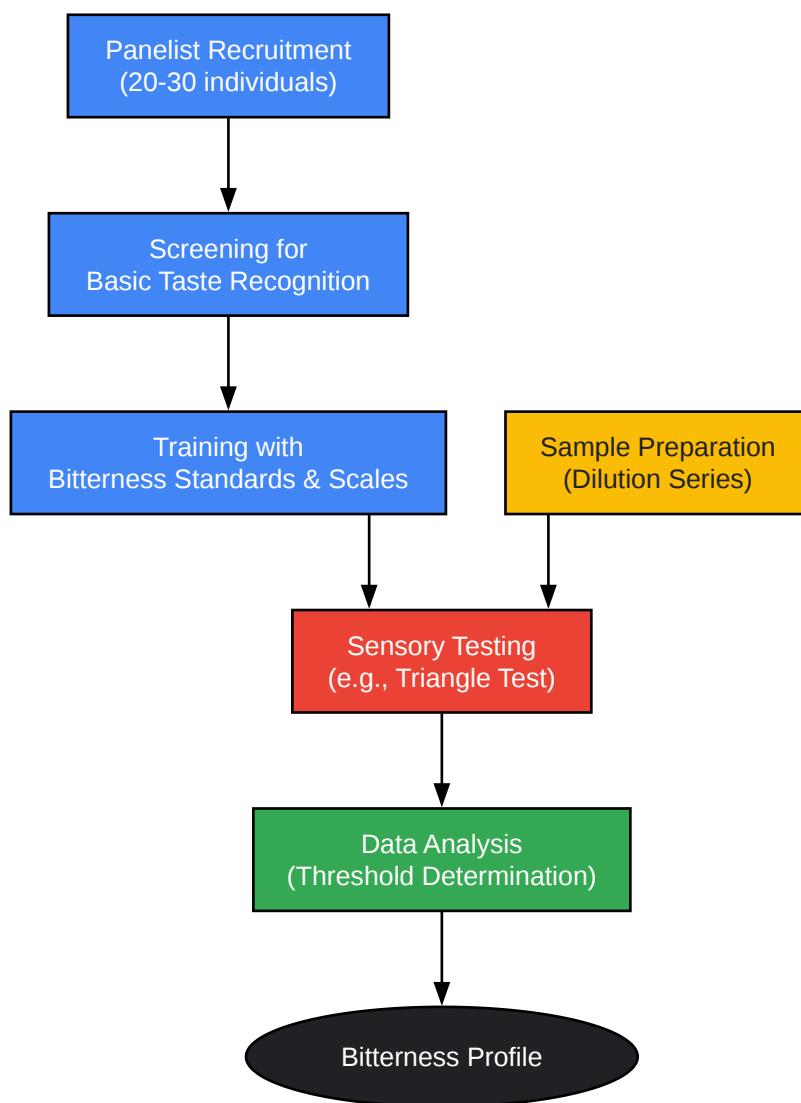 Panelist Recruitment
(20-30 individuals)
Screening for
Basic Taste Recognition
Training with
Bitterness Standards & Scales
Sample Preparation
(Dilution Series)
Sensory Testing
(e.g., Triangle Test)
Data Analysis
(Threshold Determination)
Bitterness Profile